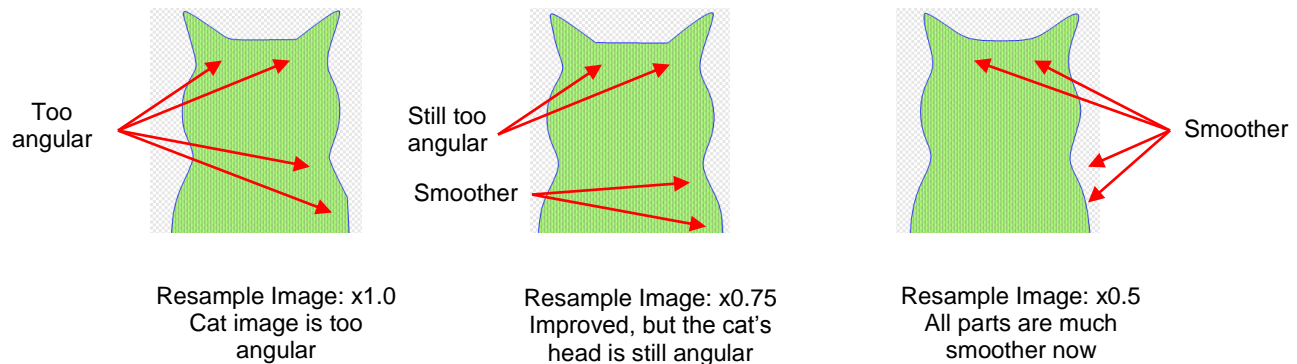 Too
angular
Still too
angular
Smoother
Smoother
Resample Image: x1.0
Cat image is too
angular
Resample Image: x0.75
Improved, but the cat's
head is still angular
Resample Image: x0.5
All parts are much
smoother now